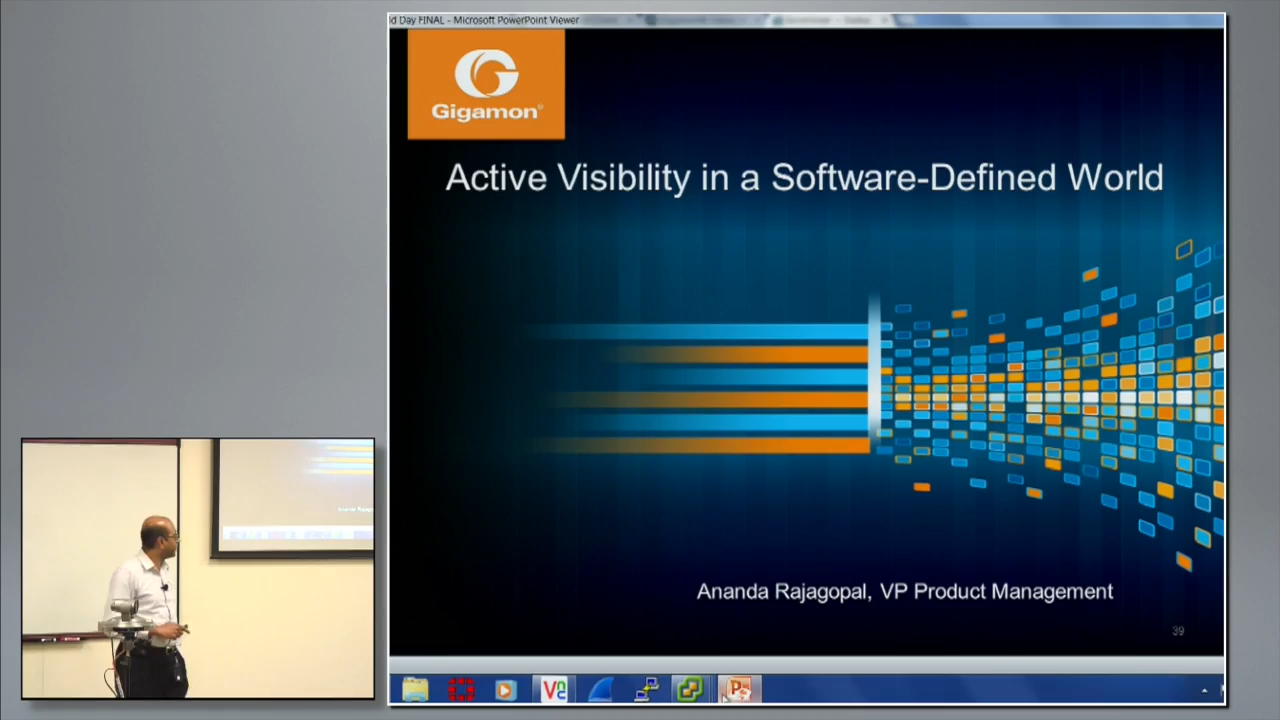 d Day FINAL - Microsoft PowerPoint Viewer
Gigamon®
Active Visibility in a Software-Defined World
Ananda Rajagopal, VP Product Management
39